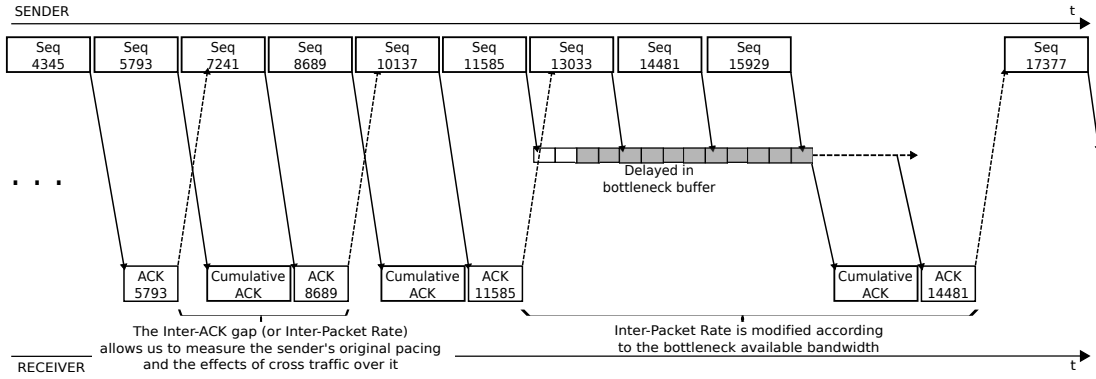 SENDER
t
Seq
4345
Seq
5793
Seq
7241
Seq
8689
Seq
10137
Seq
11585
Seq
13033
Seq
14481
Seq
15929
Seq
17377
. . .
Delayed in
bottleneck buffer
ACK
5793
Cumulative
ACK
ACK
8689
Cumulative
ACK
ACK
11585
Cumulative
ACK
ACK
14481
The Inter-ACK gap (or Inter-Packet Rate)
allows us to measure the sender's original pacing
and the effects of cross traffic over it
Inter-Packet Rate is modified according
to the bottleneck available bandwidth
RECEIVER
t